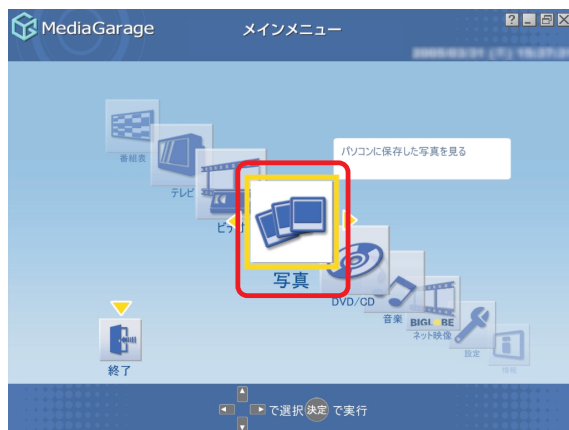 MediaGarage
メインメニュー
番組表
テレビ
パソコンに保存した写真を見る
写真
DVD/CD
音楽
BIGLOBE
ネット映像
設定
情報
終了
で選択 決定 で実行